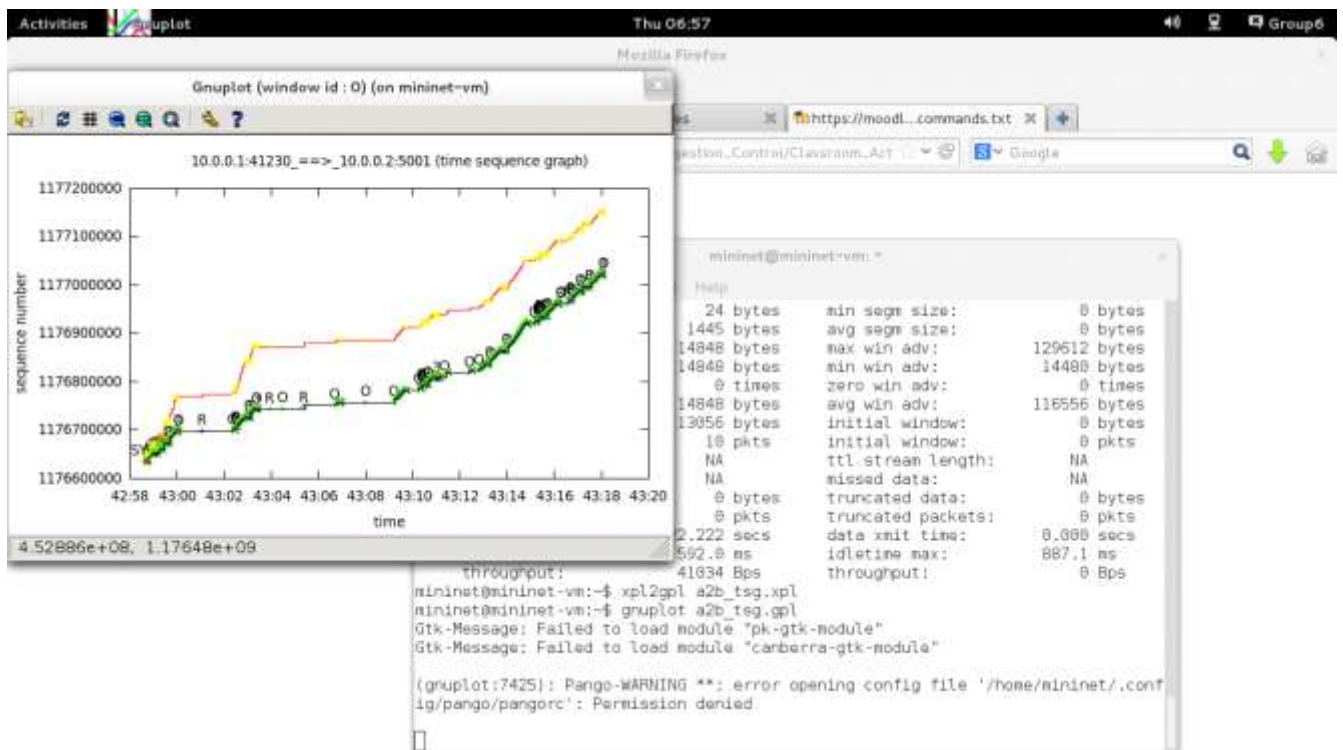 Activities
Thu 06:57
Group6
Mozilla Firefox
Gnuplot (window id : 0) (on mininet-vm)
https://moodl...commands.txt
Google
10.0.0.1:41230_==>_10.0.0.2:5001 (time sequence graph)
1177200000
1177100000
1177000000
1176900000
1176800000
1176700000
1176600000
sequence number
42:58 43:00 43:02 43:04 43:06 43:08 43:10 43:12 43:14 43:16 43:18 43:20
time
4.52886e+08, 1.17648e+09
mininet@mininet-vm: ~
Help
24 bytes min segm size: 0 bytes
1445 bytes avg segm size: 0 bytes
14848 bytes max win adv: 129612 bytes
14848 bytes min win adv: 14480 bytes
0 times zero win adv: 0 times
14848 bytes avg win adv: 116556 bytes
13056 bytes initial window: 0 bytes
10 pkts initial window: 0 pkts
NA ttl stream length: NA
NA missed data: NA
0 bytes truncated data: 0 bytes
0 pkts truncated packets: 0 pkts
2.222 secs data xmit time: 0.000 secs
592.0 ms idletime max: 887.1 ms
throughput: 41034 Bps throughput: 0 Bps
mininet@mininet-vm:~$ xpl2gpl a2b_tsg.xpl
mininet@mininet-vm:~$ gnuplot a2b_tsg.gpl
Gtk-Message: Failed to load module "pk-gtk-module"
Gtk-Message: Failed to load module "canberra-gtk-module"
(gnuplot:7425): Pango-WARNING **: error opening config file '/home/mininet/.conf
ig/pango/pangorc': Permission denied